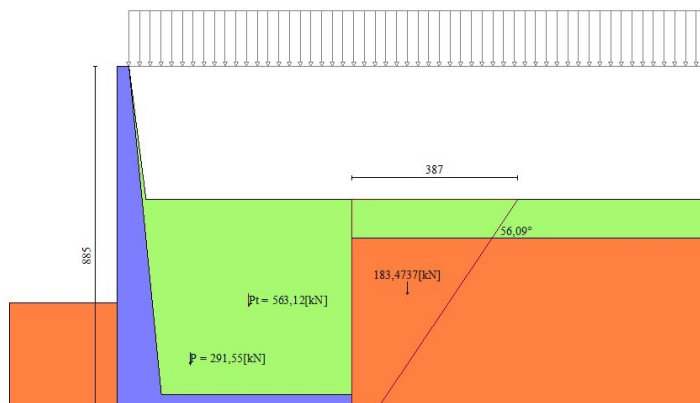 387
56,09°
885
183,4737[kN]
Pt = 563,12[kN]
P = 291,55[kN]